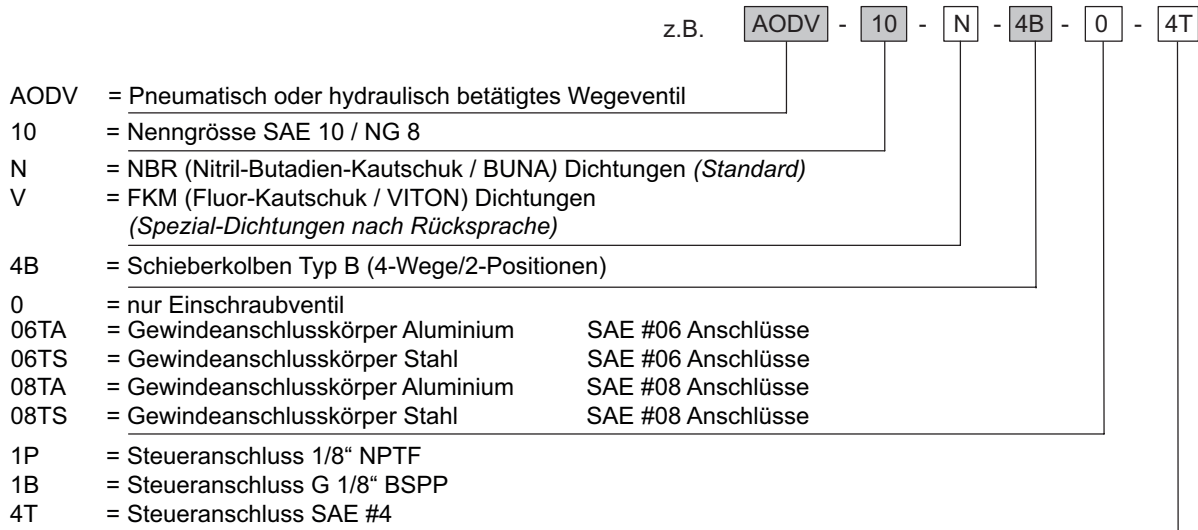 z.B. AODV - 10 - N - 4B - 0 - 4T
AODV = Pneumatisch oder hydraulisch betätigtes Wegeventil
10 = Nenngrösse SAE 10 / NG 8
N = NBR (Nitril-Butadien-Kautschuk / BUNA) Dichtungen (Standard)
V = FKM (Fluor-Kautschuk / VITON) Dichtungen
(Spezial-Dichtungen nach Rücksprache)
4B = Schieberkolben Typ B (4-Wege/2-Positionen)
0 = nur Einschraubventil
06TA = Gewindeanschlusskörper Aluminium SAE #06 Anschlüsse
06TS = Gewindeanschlusskörper Stahl SAE #06 Anschlüsse
08TA = Gewindeanschlusskörper Aluminium SAE #08 Anschlüsse
08TS = Gewindeanschlusskörper Stahl SAE #08 Anschlüsse
1P = Steueranschluss 1/8“ NPTF
1B = Steueranschluss G 1/8“ BSPP
4T = Steueranschluss SAE #4